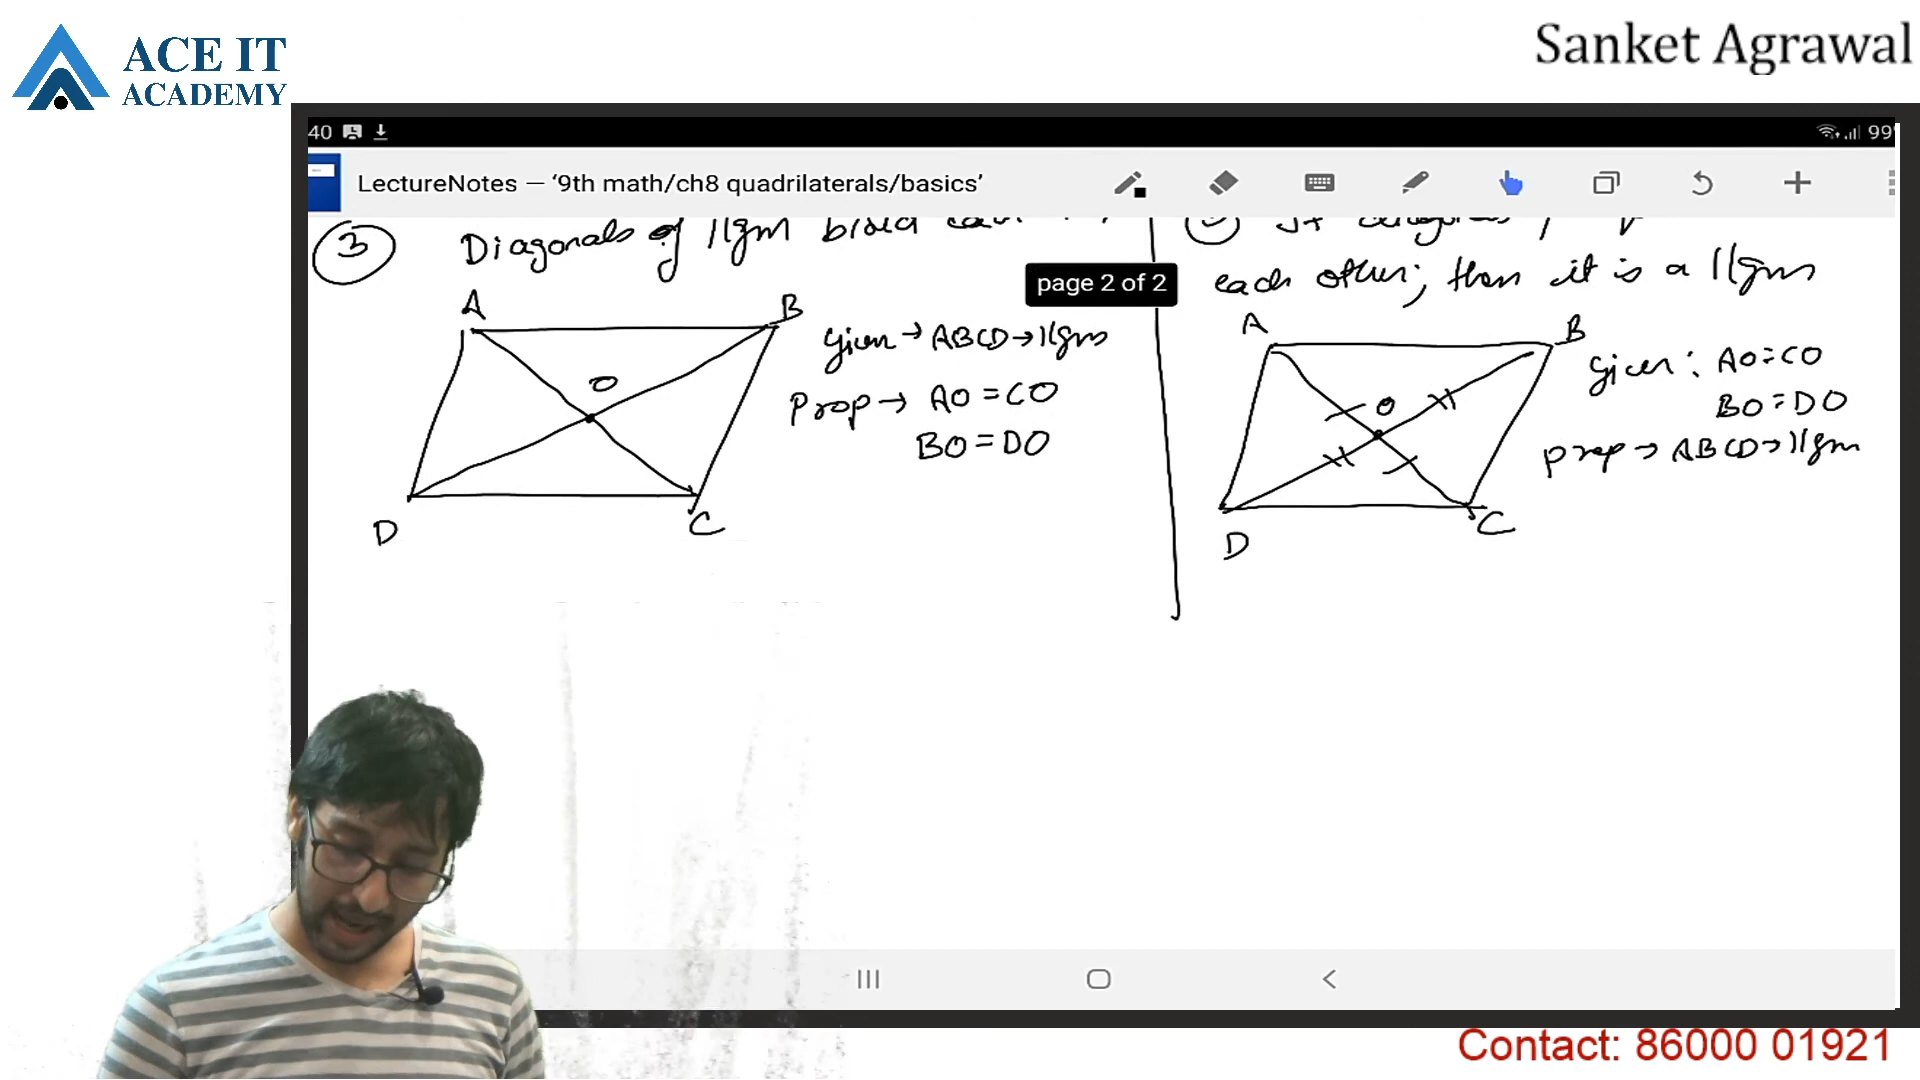 ACE IT
ACADEMY
Sanket Agrawal
40
99
LectureNotes – ‘9th math/ch8 quadrilaterals/basics’
3 Diagonals of ||gm
If
page 2 of 2
each other; then it is a ||gm
A B
Given → ABCD → ||gm
O
Prop → AO = CO
BO = DO
D C
A B
Given: AO = CO
O
BO = DO
prop → ABCD → ||gm
D C
Contact: 86000 01921